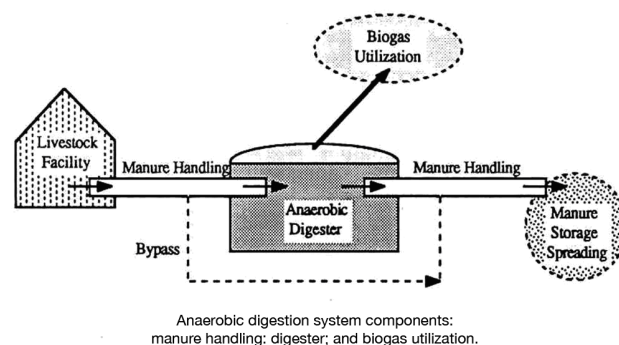 Biogas
Utilization
Livestock
Facility
Manure Handling
Manure Handling
Anaerobic
Digester
Manure
Storage
Spreading
Bypass
Anaerobic digestion system components:
manure handling: digester; and biogas utilization.